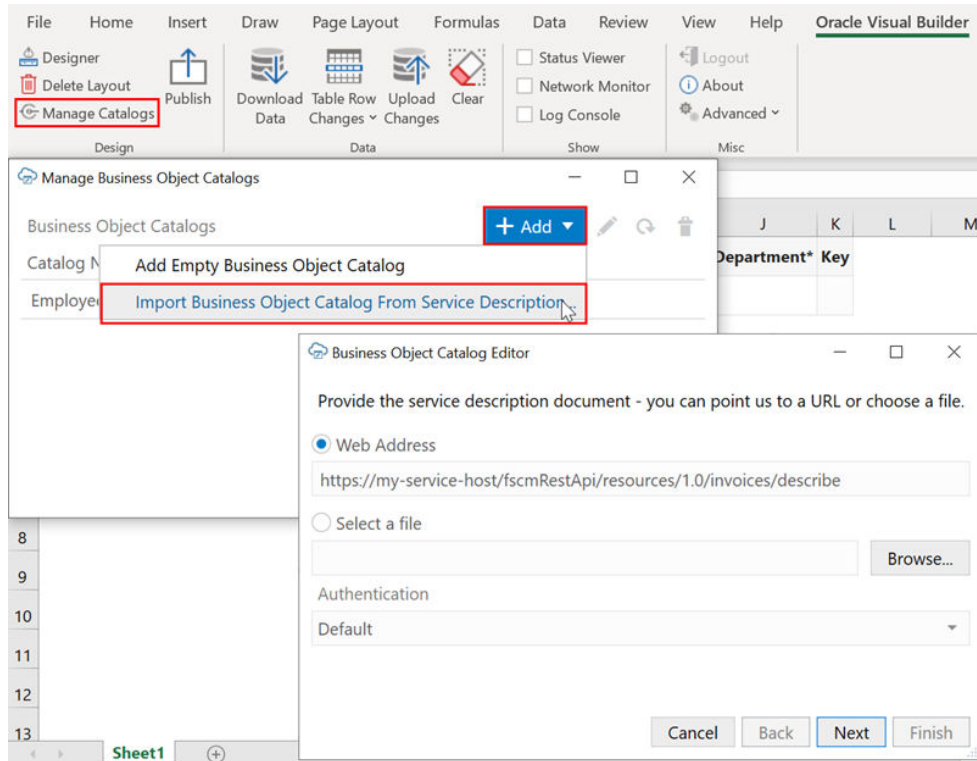 File Home Insert Draw Page Layout Formulas Data Review View Help Oracle Visual Builder
Designer
Delete Layout
Manage Catalogs
Publish
Download Data
Table Row Changes
Upload Changes
Clear
Status Viewer
Network Monitor
Log Console
Logout
About
Advanced
Design Data Show Misc
Manage Business Object Catalogs
Business Object Catalogs
+ Add
Catalog N
Add Empty Business Object Catalog
Employe
Import Business Object Catalog From Service Description...
J K L M
Department* Key
Business Object Catalog Editor
Provide the service description document - you can point us to a URL or choose a file.
Web Address
https://my-service-host/fscmRestApi/resources/1.0/invoices/describe
Select a file
Browse...
Authentication
Default
Cancel Back Next Finish
8
9
10
11
12
13
Sheet1